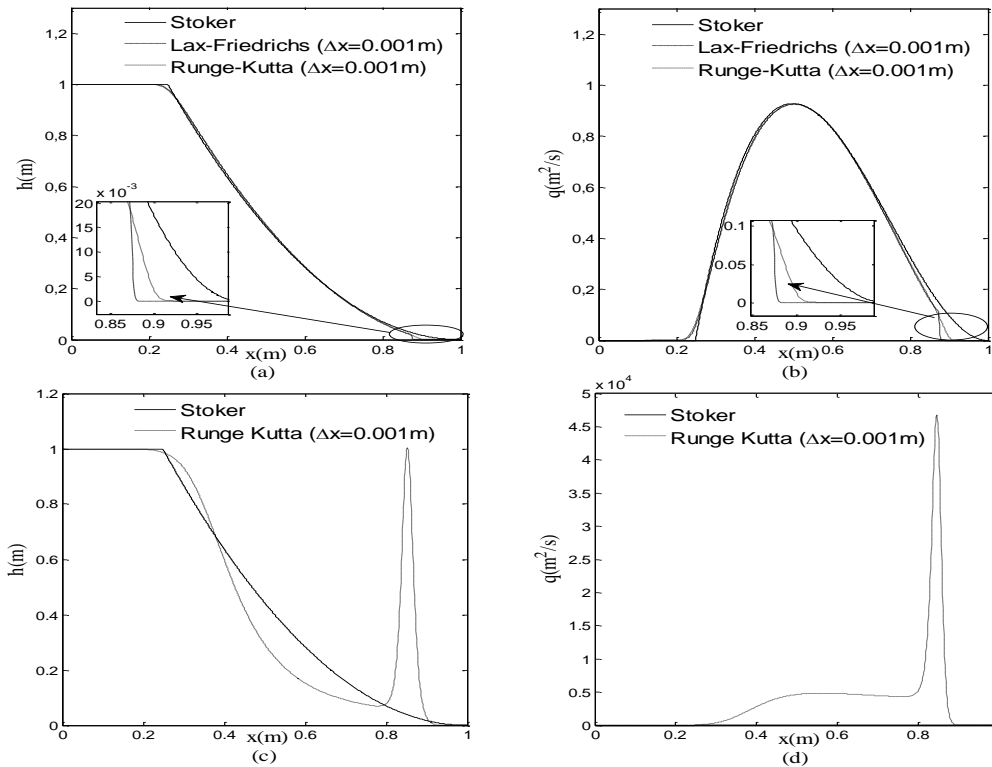 1,2
1
0,8
0,6
0,4
0,2
0
h(m)
Stoker
Lax-Friedrichs (Δx=0.001m)
Runge-Kutta (Δx=0.001m)
x 10⁻³
20
15
10
5
0
0.85 0.9 0.95
0 0.2 0.4 0.6 0.8 1
x(m)
(a)
1,2
1
0,8
0,6
0,4
0,2
0
q(m²/s)
Stoker
Lax-Friedrichs (Δx=0.001m)
Runge-Kutta (Δx=0.001m)
0.1
0.05
0
0.85 0.9 0.95
0 0.2 0.4 0.6 0.8 1
x(m)
(b)
1.2
1
0.8
0.6
0.4
0.2
0
h(m)
Stoker
Runge Kutta (Δx=0.001m)
0 0.2 0.4 0.6 0.8 1
x(m)
(c)
x 10⁴
5
4.5
4
3.5
3
2.5
2
1.5
1
0.5
0
q(m²/s)
Stoker
Runge Kutta (Δx=0.001m)
0 0.2 0.4 0.6 0.8 1
x(m)
(d)